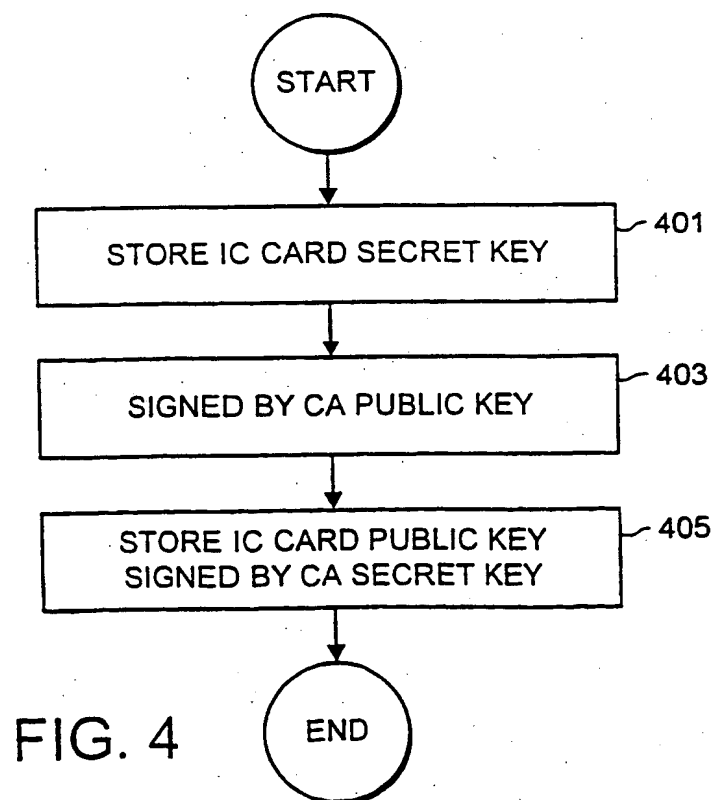 START
STORE IC CARD SECRET KEY
401
SIGNED BY CA PUBLIC KEY
403
STORE IC CARD PUBLIC KEY
SIGNED BY CA SECRET KEY
405
END
FIG. 4